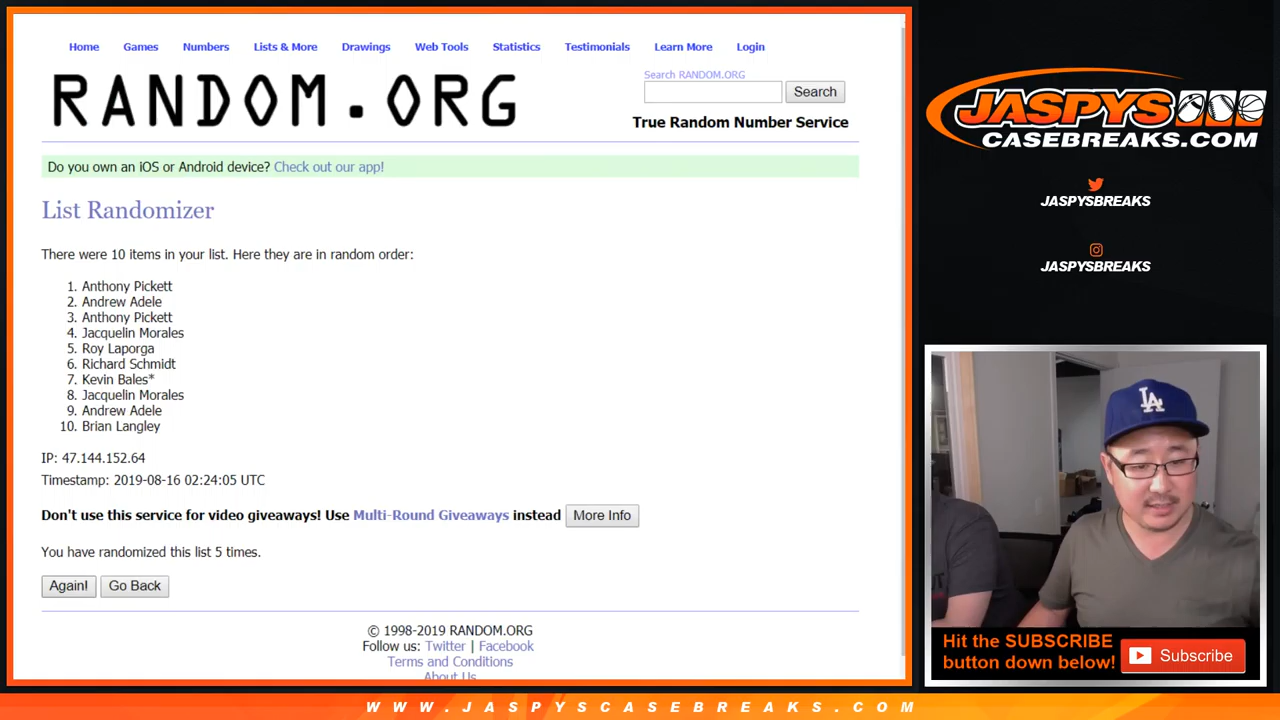 Home Games Numbers Lists & More Drawings Web Tools Statistics Testimonials Learn More Login
RANDOM.ORG
Search RANDOM.ORG
Search
True Random Number Service
Do you own an iOS or Android device? Check out our app!
List Randomizer
There were 10 items in your list. Here they are in random order:
1. Anthony Pickett
2. Andrew Adele
3. Anthony Pickett
4. Jacquelin Morales
5. Roy Laporga
6. Richard Schmidt
7. Kevin Bales*
8. Jacquelin Morales
9. Andrew Adele
10. Brian Langley
IP: 47.144.152.64
Timestamp: 2019-08-16 02:24:05 UTC
Don't use this service for video giveaways! Use Multi-Round Giveaways instead More Info
You have randomized this list 5 times.
Again! Go Back
© 1998-2019 RANDOM.ORG
Follow us: Twitter | Facebook
Terms and Conditions
About Us
JASPYS
CASEBREAKS.COM
JASPYSBREAKS
JASPYSBREAKS
LA
Hit the SUBSCRIBE
button down below!
Subscribe
WWW.JASPYSCASEBREAKS.COM